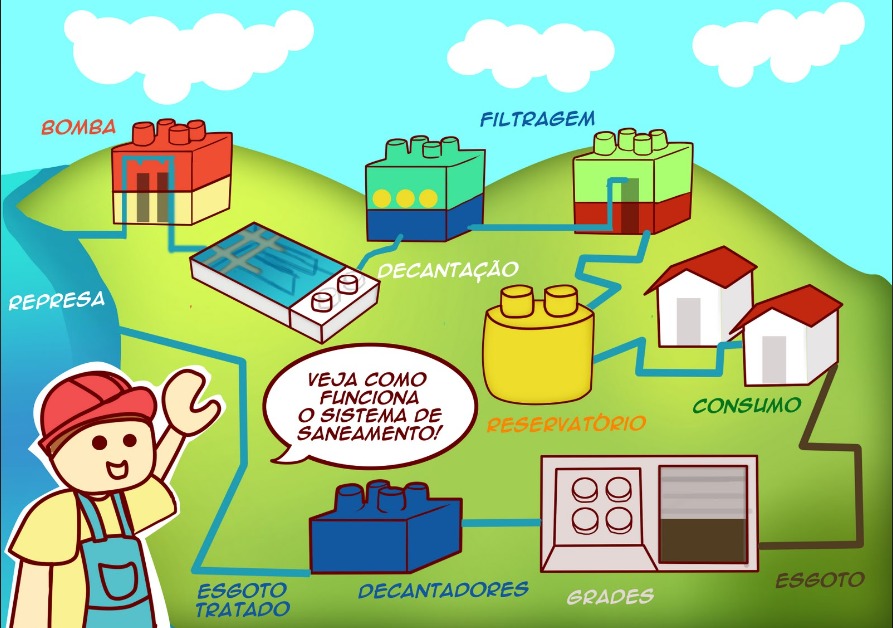 FILTRAGEM
BOMBA
DECANTAÇÃO
REPRESA
VEJA COMO
FUNCIONA
O SISTEMA DE
SANEAMENTO!
CONSUMO
RESERVATÓRIO
ESGOTO
ESGOTO
TRATADO
DECANTADORES
GRADES